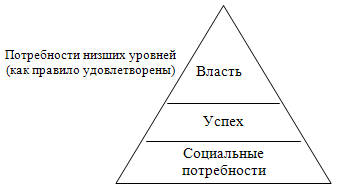 Потребности низших уровней
(как правило удовлетворены)
Власть
Успех
Социальные
потребности